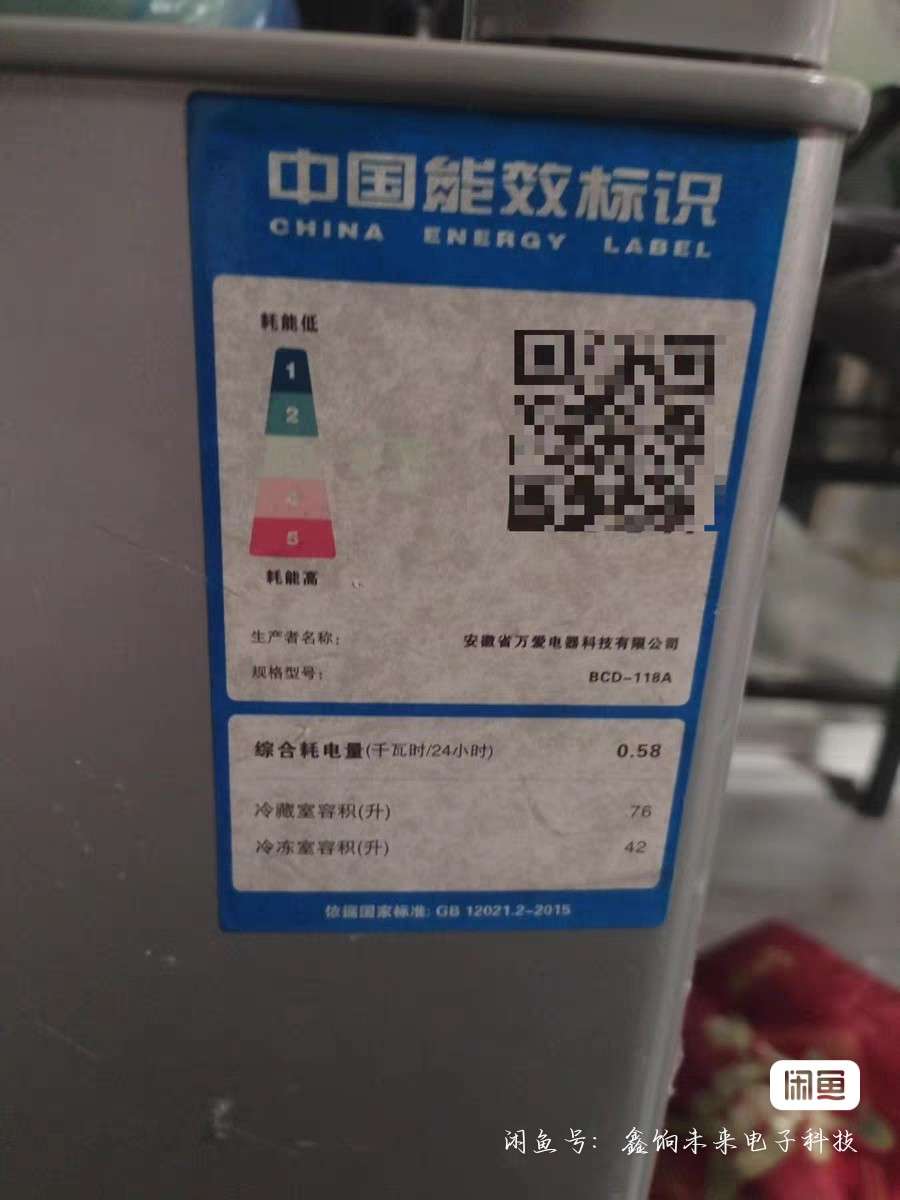 中国能效标识
CHINA ENERGY LABEL
耗能低
1
2
4
5
耗能高
生产者名称: 安徽省万爱电器科技有限公司
规格型号: BCD-118A
综合耗电量(千瓦时/24小时) 0.58
冷藏室容积(升) 76
冷冻室容积(升) 42
依据国家标准: GB 12021.2-2015
闲鱼
闲鱼号: 鑫饷未来电子科技